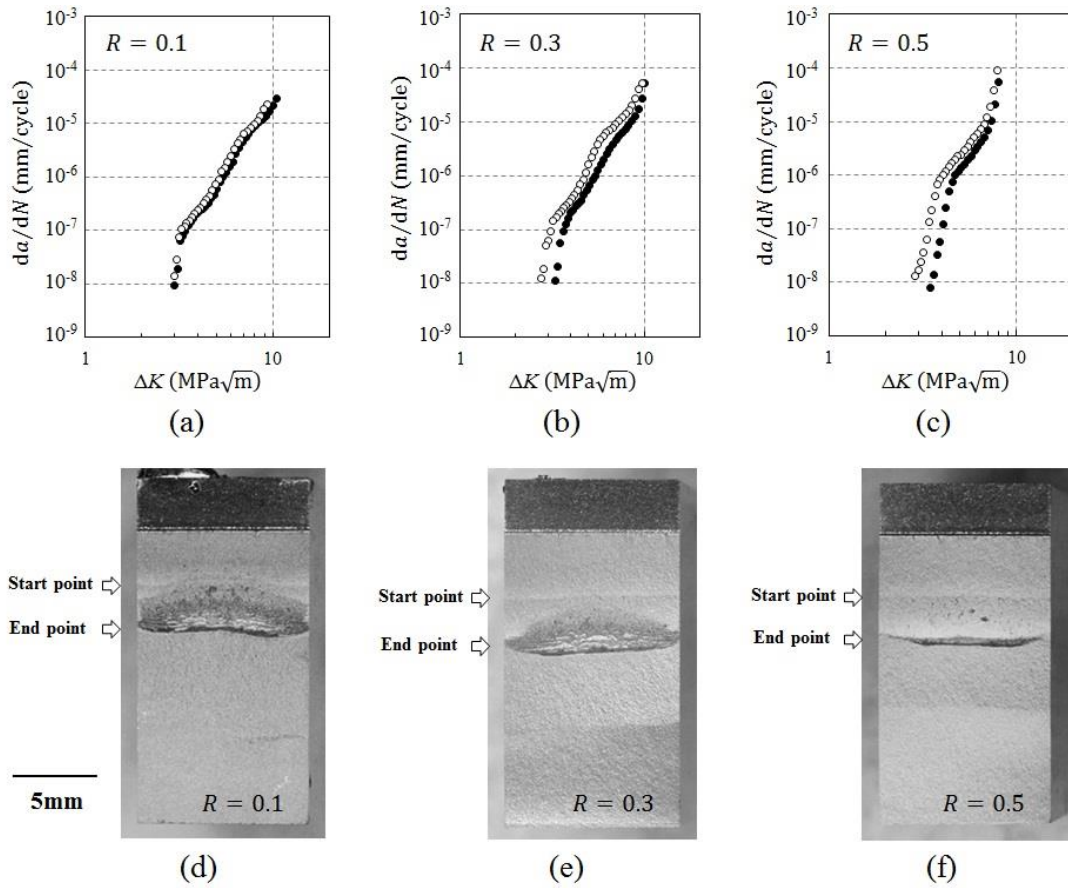 10⁻³ 10⁻⁴ 10⁻⁵ 10⁻⁶ 10⁻⁷ 10⁻⁸ 10⁻⁹
da/dN (mm/cycle)
R = 0.1
1 10
ΔK (MPa√m)
(a)
10⁻³ 10⁻⁴ 10⁻⁵ 10⁻⁶ 10⁻⁷ 10⁻⁸ 10⁻⁹
da/dN (mm/cycle)
R = 0.3
1 10
ΔK (MPa√m)
(b)
10⁻³ 10⁻⁴ 10⁻⁵ 10⁻⁶ 10⁻⁷ 10⁻⁸ 10⁻⁹
da/dN (mm/cycle)
R = 0.5
1 10
ΔK (MPa√m)
(c)
Start point
End point
5mm
R = 0.1
(d)
Start point
End point
R = 0.3
(e)
Start point
End point
R = 0.5
(f)